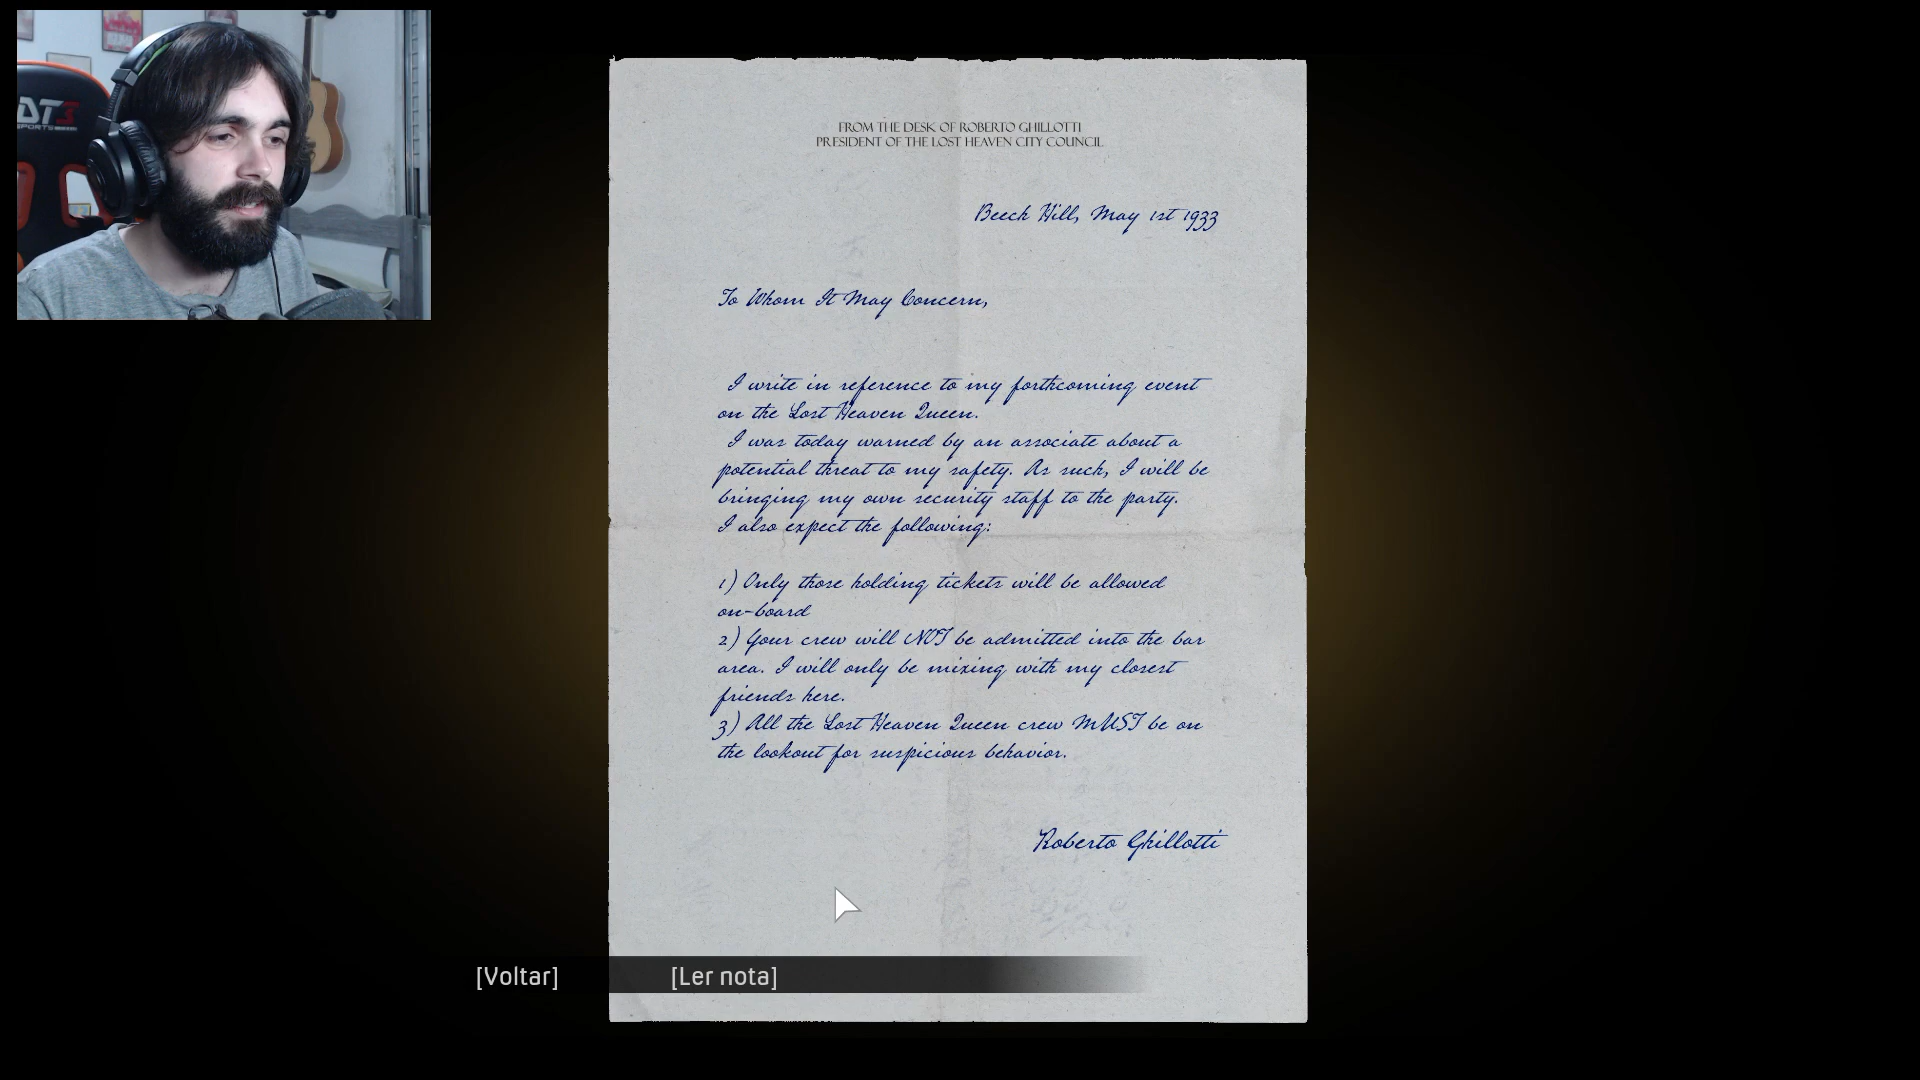 DT3
SPORTS
FROM THE DESK OF ROBERTO GHILLOTTI
PRESIDENT OF THE LOST HEAVEN CITY COUNCIL
Beech Hill, May 1st 1933
To Whom It May Concern,
I write in reference to my forthcoming event
on the Lost Heaven Queen.
I was today warned by an associate about a
potential threat to my safety. As such, I will be
bringing my own security staff to the party.
I also expect the following:
1) Only those holding tickets will be allowed
on-board
2) Your crew will NOT be admitted into the bar
area. I will only be mixing with my closest
friends here.
3) All the Lost Heaven Queen crew MUST be on
the lookout for suspicious behavior.
Roberto Ghillotti
[Voltar] [Ler nota]